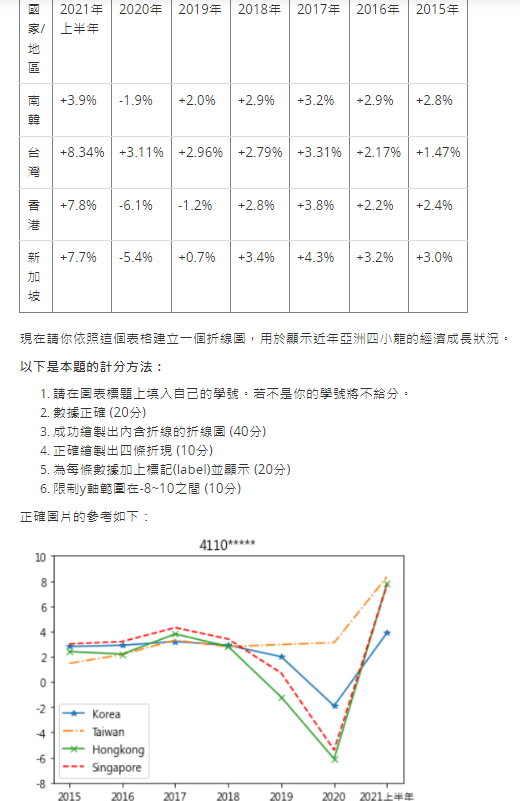 國家/地區 2021年上半年 2020年 2019年 2018年 2017年 2016年 2015年
南韓 +3.9% -1.9% +2.0% +2.9% +3.2% +2.9% +2.8%
台灣 +8.34% +3.11% +2.96% +2.79% +3.31% +2.17% +1.47%
香港 +7.8% -6.1% -1.2% +2.8% +3.8% +2.2% +2.4%
新加坡 +7.7% -5.4% +0.7% +3.4% +4.3% +3.2% +3.0%
現在請你依照這個表格建立一個折線圖，用於顯示近年亞洲四小龍的經濟成長狀況。
以下是本題的計分方法：
1. 請在圖表標題上填入自己的學號。若不是你的學號將不給分。
2. 數據正確 (20分)
3. 成功繪製出內含折線的折線圖 (40分)
4. 正確繪製出四條折現 (10分)
5. 為每條數據加上標記(label)並顯示 (20分)
6. 限制y軸範圍在-8~10之間 (10分)
正確圖片的參考如下：
4110*****
10
8
6
4
2
0
-2
-4
-6
-8
Korea
Taiwan
Hongkong
Singapore
2015 2016 2017 2018 2019 2020 2021上半年